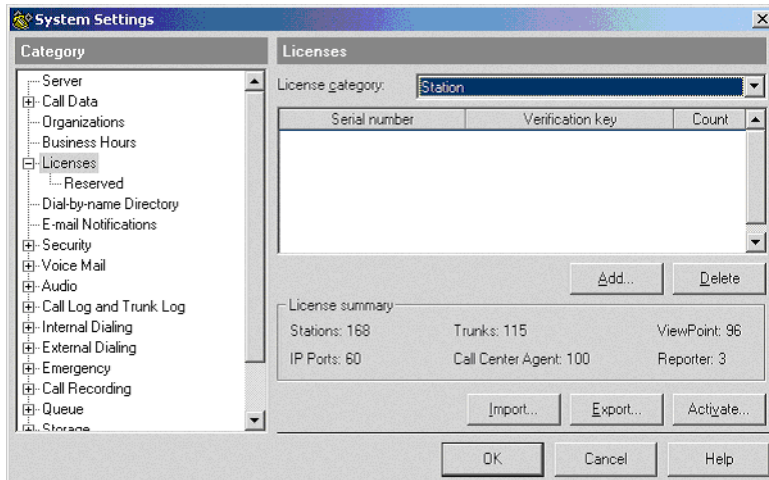 System Settings
Category
Server
Call Data
Organizations
Business Hours
Licenses
Reserved
Dial-by-name Directory
E-mail Notifications
Security
Voice Mail
Audio
Call Log and Trunk Log
Internal Dialing
External Dialing
Emergency
Call Recording
Queue
Storage
Licenses
License category: Station
Serial number Verification key Count
Add... Delete
License summary
Stations: 168 Trunks: 115 ViewPoint: 96
IP Ports: 60 Call Center Agent: 100 Reporter: 3
Import... Export... Activate...
OK Cancel Help